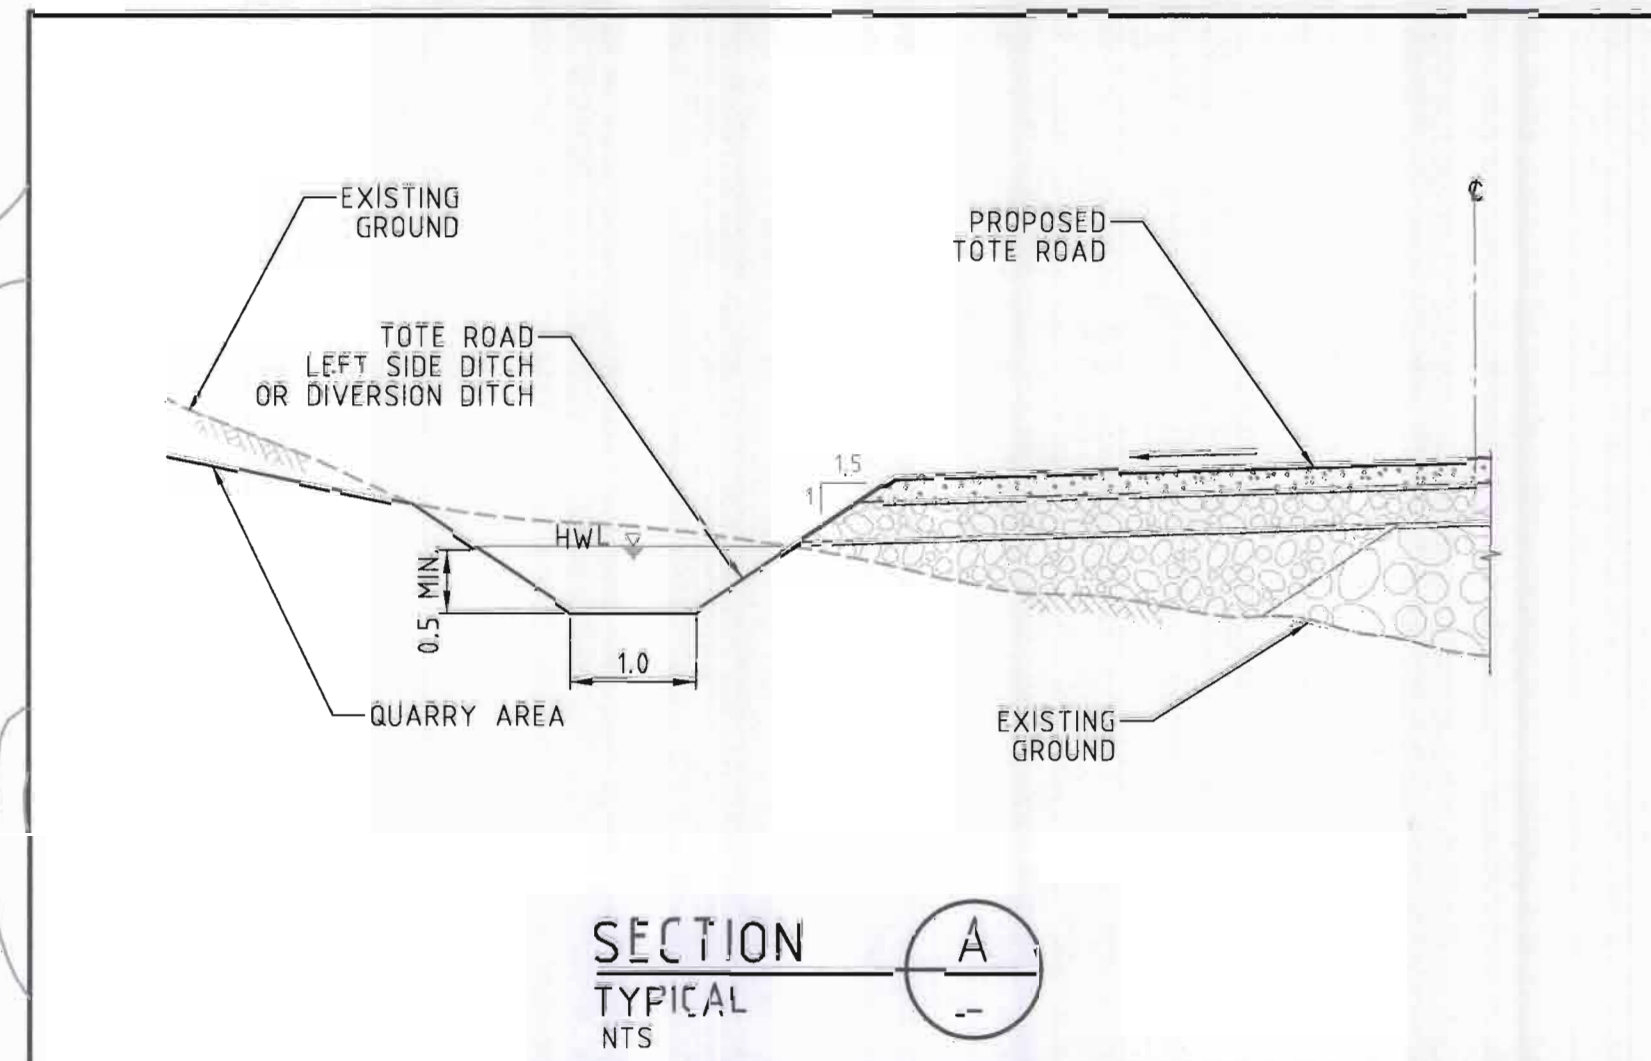 EXISTING
GROUND
PROPOSED
TOTE ROAD
℄
TOTE ROAD
LEFT SIDE DITCH
OR DIVERSION DITCH
1.5
1
HWL
0.5 MIN.
1.0
QUARRY AREA
EXISTING
GROUND
SECTION
A
TYPICAL
--
NTS